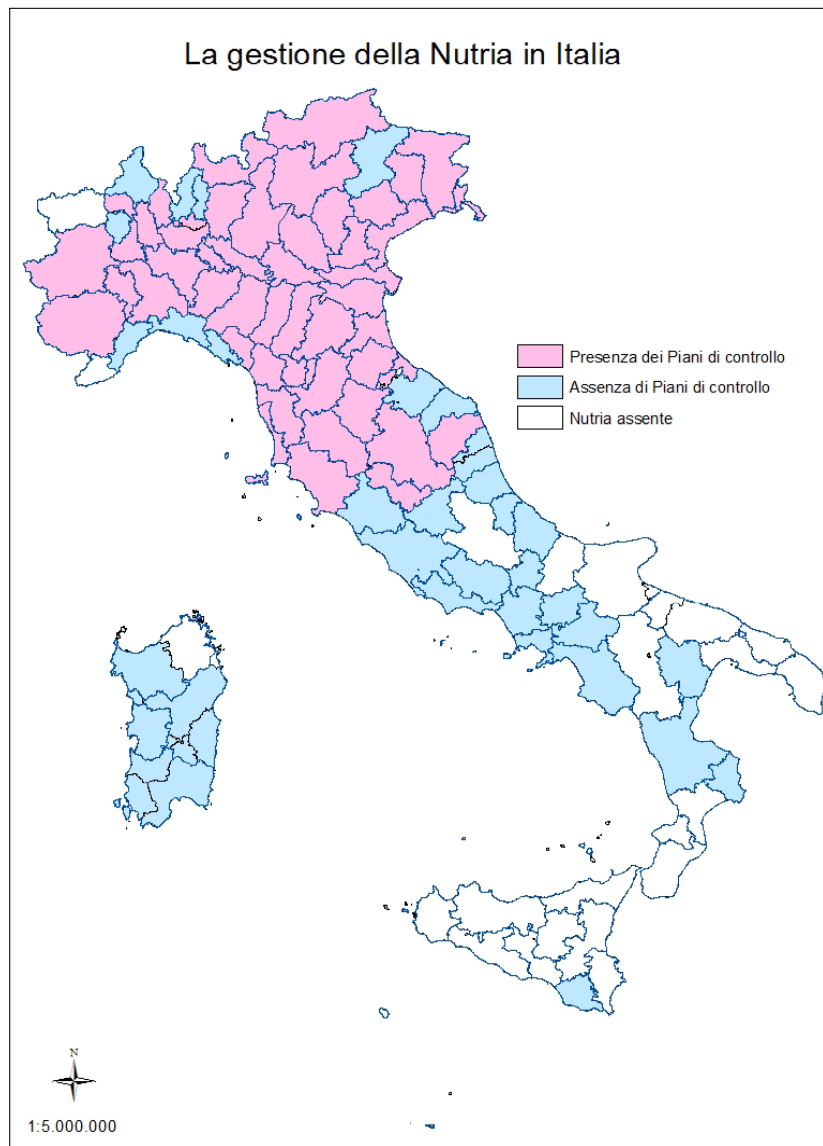 La gestione della Nutria in Italia
Presenza dei Piani di controllo
Assenza di Piani di controllo
Nutria assente
N
1:5.000.000